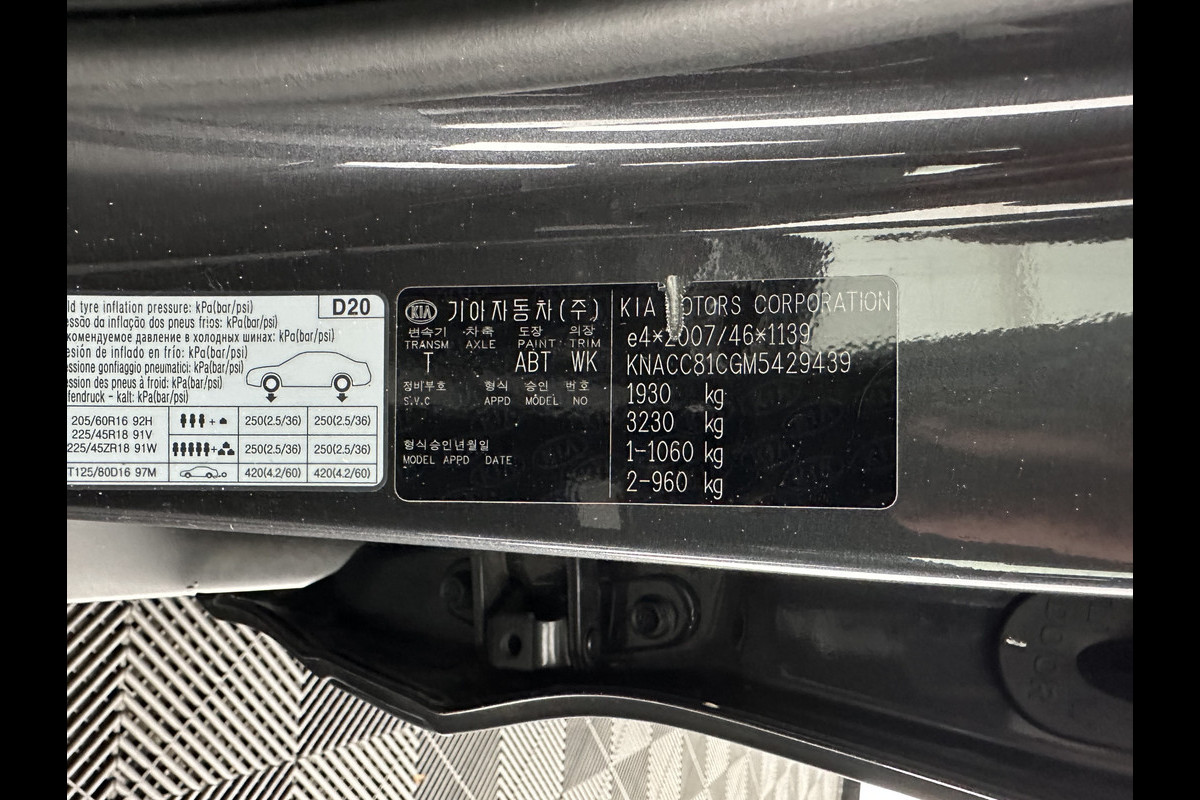 ld tyre inflation pressure: kPa(bar/psi)
D20
essão da inflação dos pneus frios: kPa(bar/psi)
комендуемое давление в холодных шинах: kPa(bar/psi)
esión de inflado en frío: kPa(bar/psi)
essione gonfiaggio pneumatici: kPa(bar/psi)
ession des pneus à froid: kPa(bar/psi)
ifendruck - kalt: kPa(bar/psi)
205/60R16 92H
225/45R18 91V
225/45ZR18 91W
+ 250(2.5/36) 250(2.5/36)
+ 250(2.5/36) 250(2.5/36)
T125/80D16 97M 420(4.2/60) 420(4.2/60)
KIA 기아자동차(주)
변속기 차축 도장 의장
TRANSM AXLE PAINT TRIM
T ABT WK
정비부호 형식 승인 번호
S.V.C APPD MODEL NO
형식승인년월일
MODEL APPD DATE
KIA MOTORS CORPORATION
e4*2007/46*1139
KNACC81CGM5429439
1930 kg
3230 kg
1-1060 kg
2-960 kg